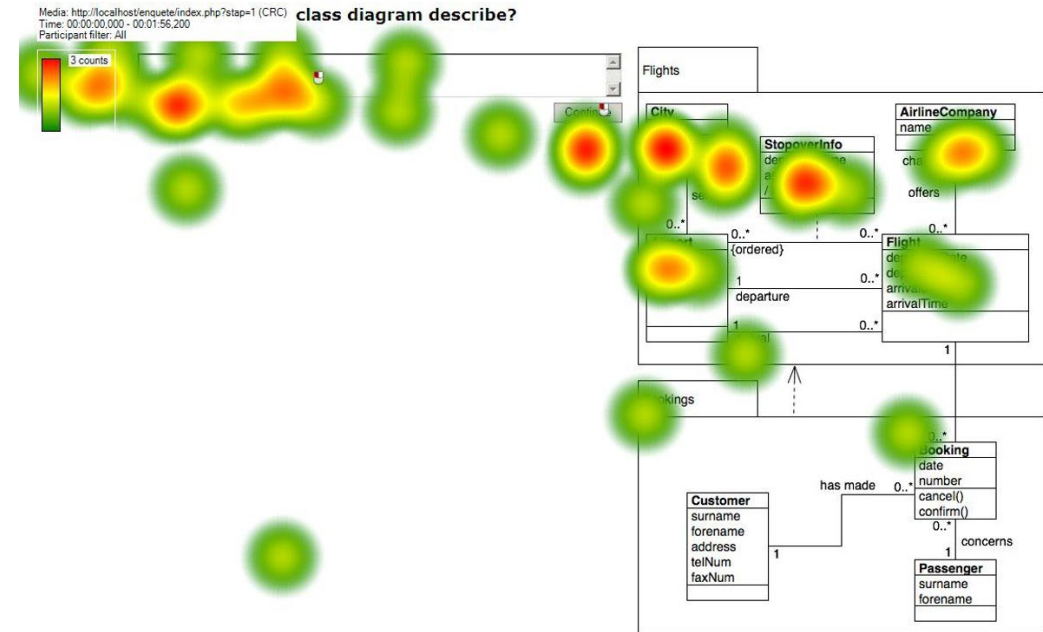 Media: http://localhost/enquete/index.php?stap=1 (CRC)
Time: 00:00:00,000 - 00:01:56,200
Participant filter: All
class diagram describe?
3 counts
Flights
City
AirlineCompany
name
StopoverInfo
offers
0..*
0..*
0..*
0..*
{ordered}
Flight
1
0..*
departure
arrivalTime
1
0..*
1
0..*
Booking
date
number
cancel()
confirm()
has made
0..*
Customer
surname
forename
address
telNum
faxNum
1
0..*
concerns
1
Passenger
surname
forename